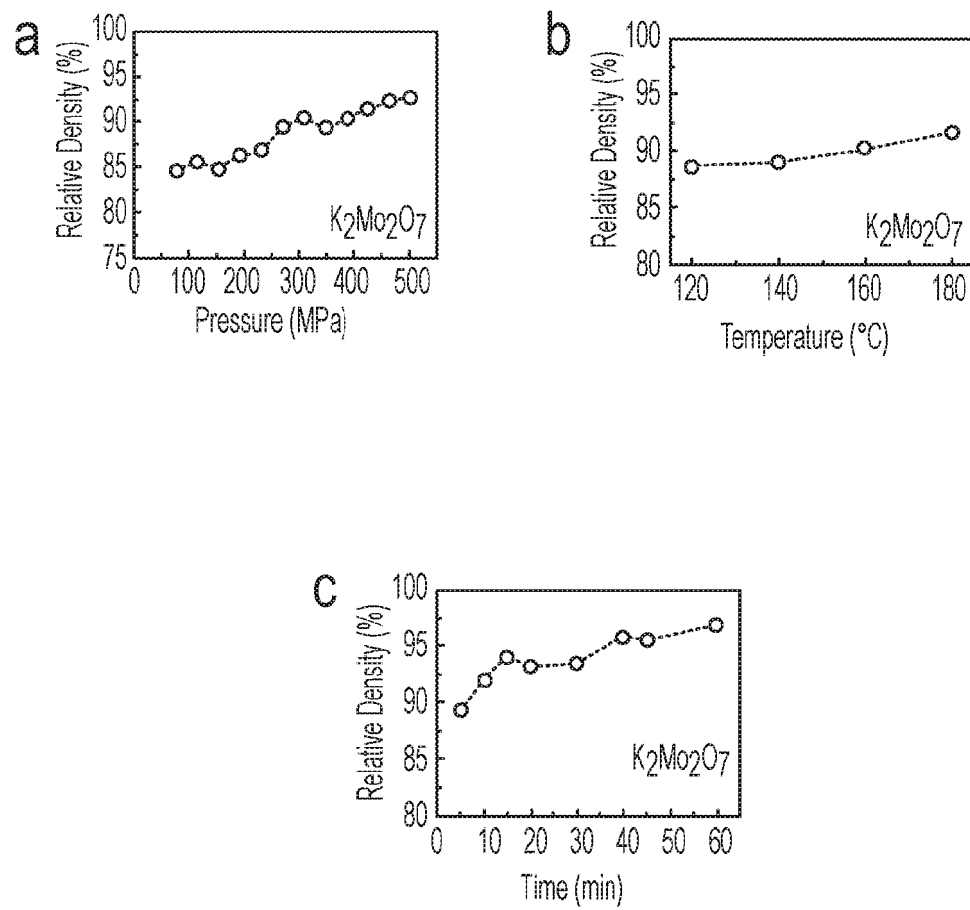 a
Relative Density (%)
100
95
90
85
80
75
K2Mo2O7
0 100 200 300 400 500
Pressure (MPa)
b
Relative Density (%)
100
95
90
85
80
K2Mo2O7
120 140 160 180
Temperature (°C)
c
Relative Density (%)
100
95
90
85
80
K2Mo2O7
0 10 20 30 40 50 60
Time (min)